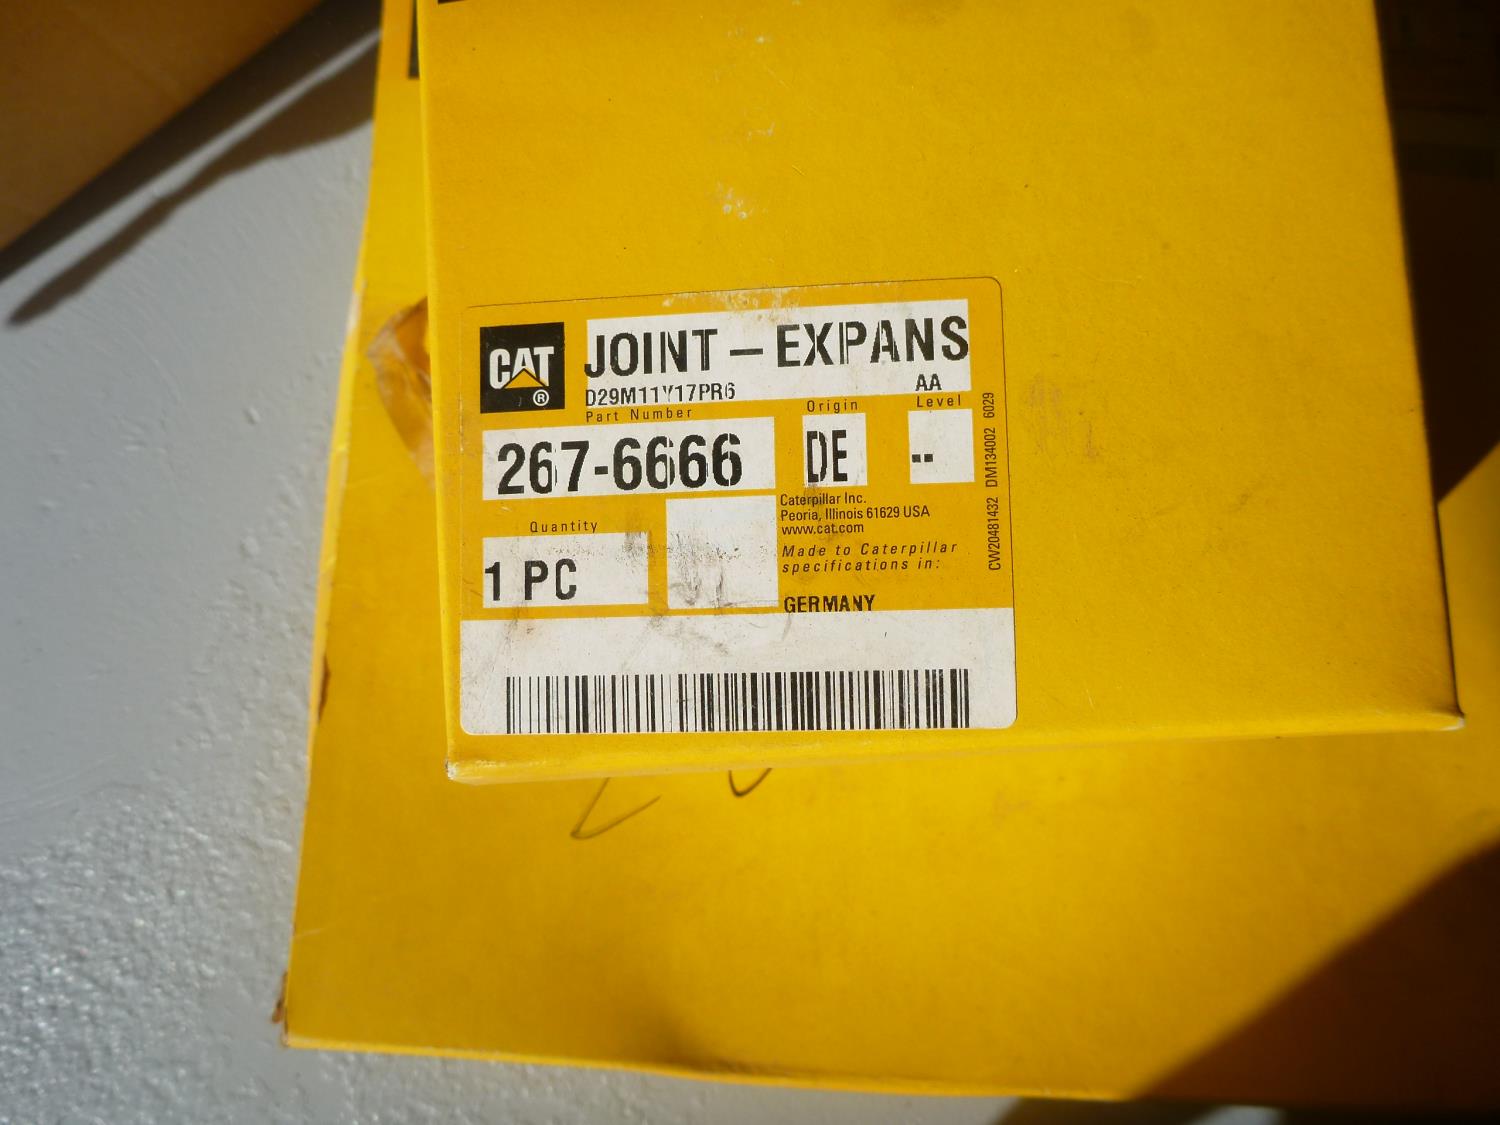 CAT ®
JOINT - EXPANS
D29M11Y17PR6 AA
Part Number Origin Level
267-6666 DE --
Quantity
1 PC
Caterpillar Inc.
Peoria, Illinois 61629 USA
www.cat.com
Made to Caterpillar
specifications in:
GERMANY
CW20481432 DM134002 6029